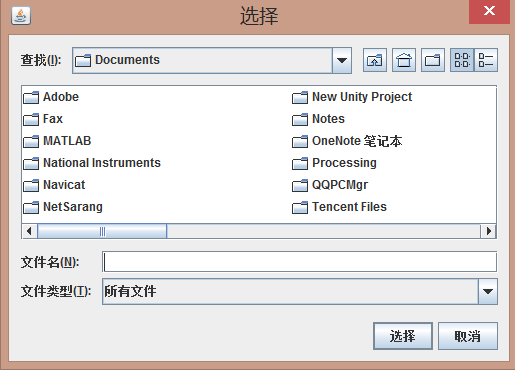 选择
查找(I): Documents
Adobe
Fax
MATLAB
National Instruments
Navicat
NetSarang
New Unity Project
Notes
OneNote 笔记本
Processing
QQPCMgr
Tencent Files
文件名(N):
文件类型(T): 所有文件
选择 取消